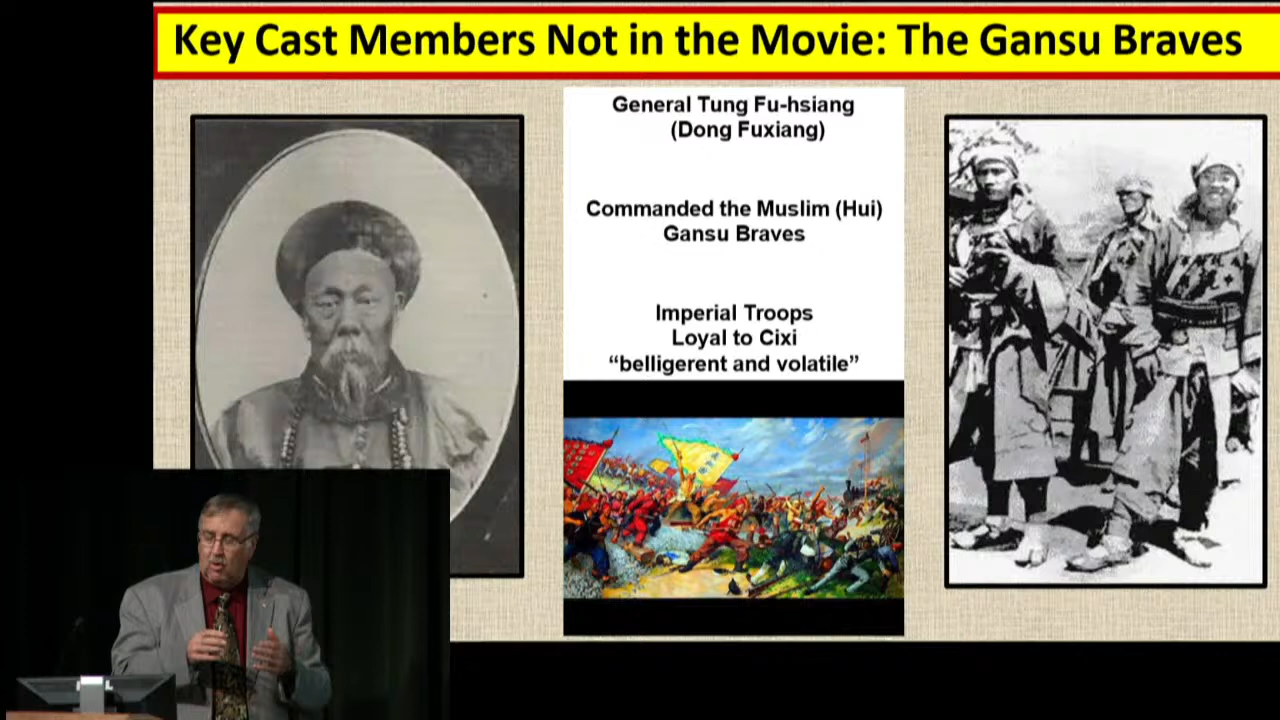 Key Cast Members Not in the Movie: The Gansu Braves
General Tung Fu-hsiang
(Dong Fuxiang)
Commanded the Muslim (Hui)
Gansu Braves
Imperial Troops
Loyal to Cixi
“belligerent and volatile”